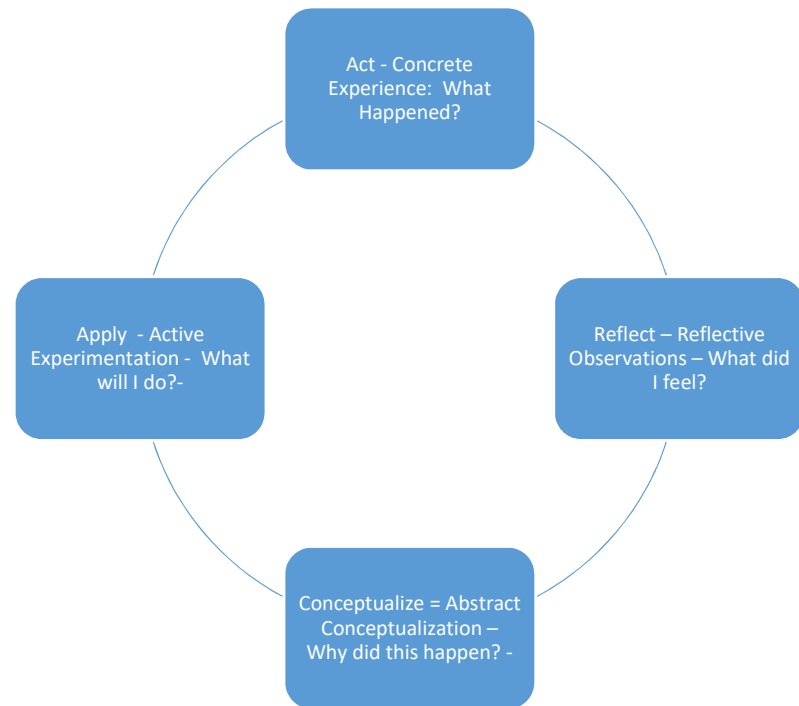 Act - Concrete
Experience:  What
Happened?
Reflect – Reflective
Observations – What did
I feel?
Conceptualize = Abstract
Conceptualization –
Why did this happen? -
Apply  - Active
Experimentation -  What
will I do?-